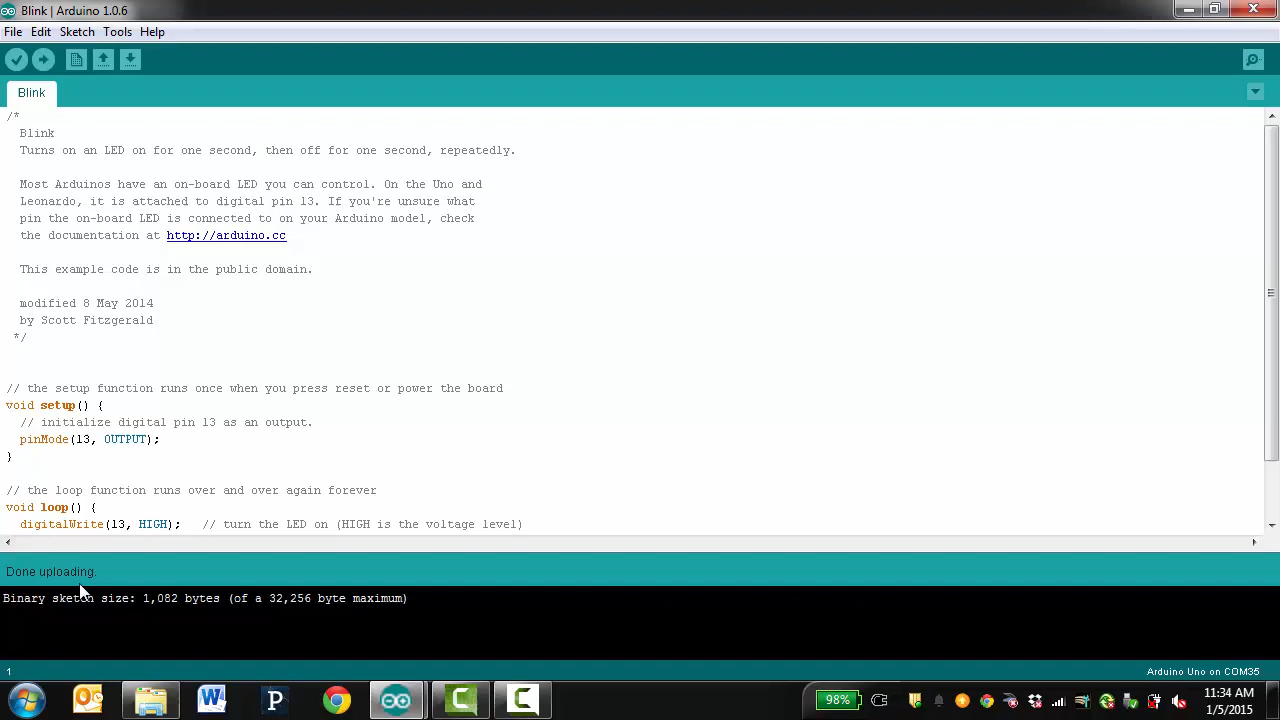 Blink | Arduino 1.0.6
File Edit Sketch Tools Help
Blink
/*
Blink
Turns on an LED on for one second, then off for one second, repeatedly.
Most Arduinos have an on-board LED you can control. On the Uno and
Leonardo, it is attached to digital pin 13. If you're unsure what
pin the on-board LED is connected to on your Arduino model, check
the documentation at http://arduino.cc
This example code is in the public domain.
modified 8 May 2014
by Scott Fitzgerald
*/
// the setup function runs once when you press reset or power the board
void setup() {
// initialize digital pin 13 as an output.
pinMode(13, OUTPUT);
}
// the loop function runs over and over again forever
void loop() {
digitalWrite(13, HIGH); // turn the LED on (HIGH is the voltage level)
Done uploading.
Binary sketch size: 1,082 bytes (of a 32,256 byte maximum)
1
Arduino Uno on COM35
98%
11:34 AM
1/5/2015